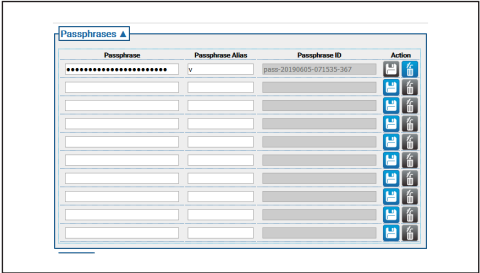 Passphrases ▲
Passphrase Passphrase Alias Passphrase ID Action
••••••••••••••••••••••• v pass-20190605-071535-367